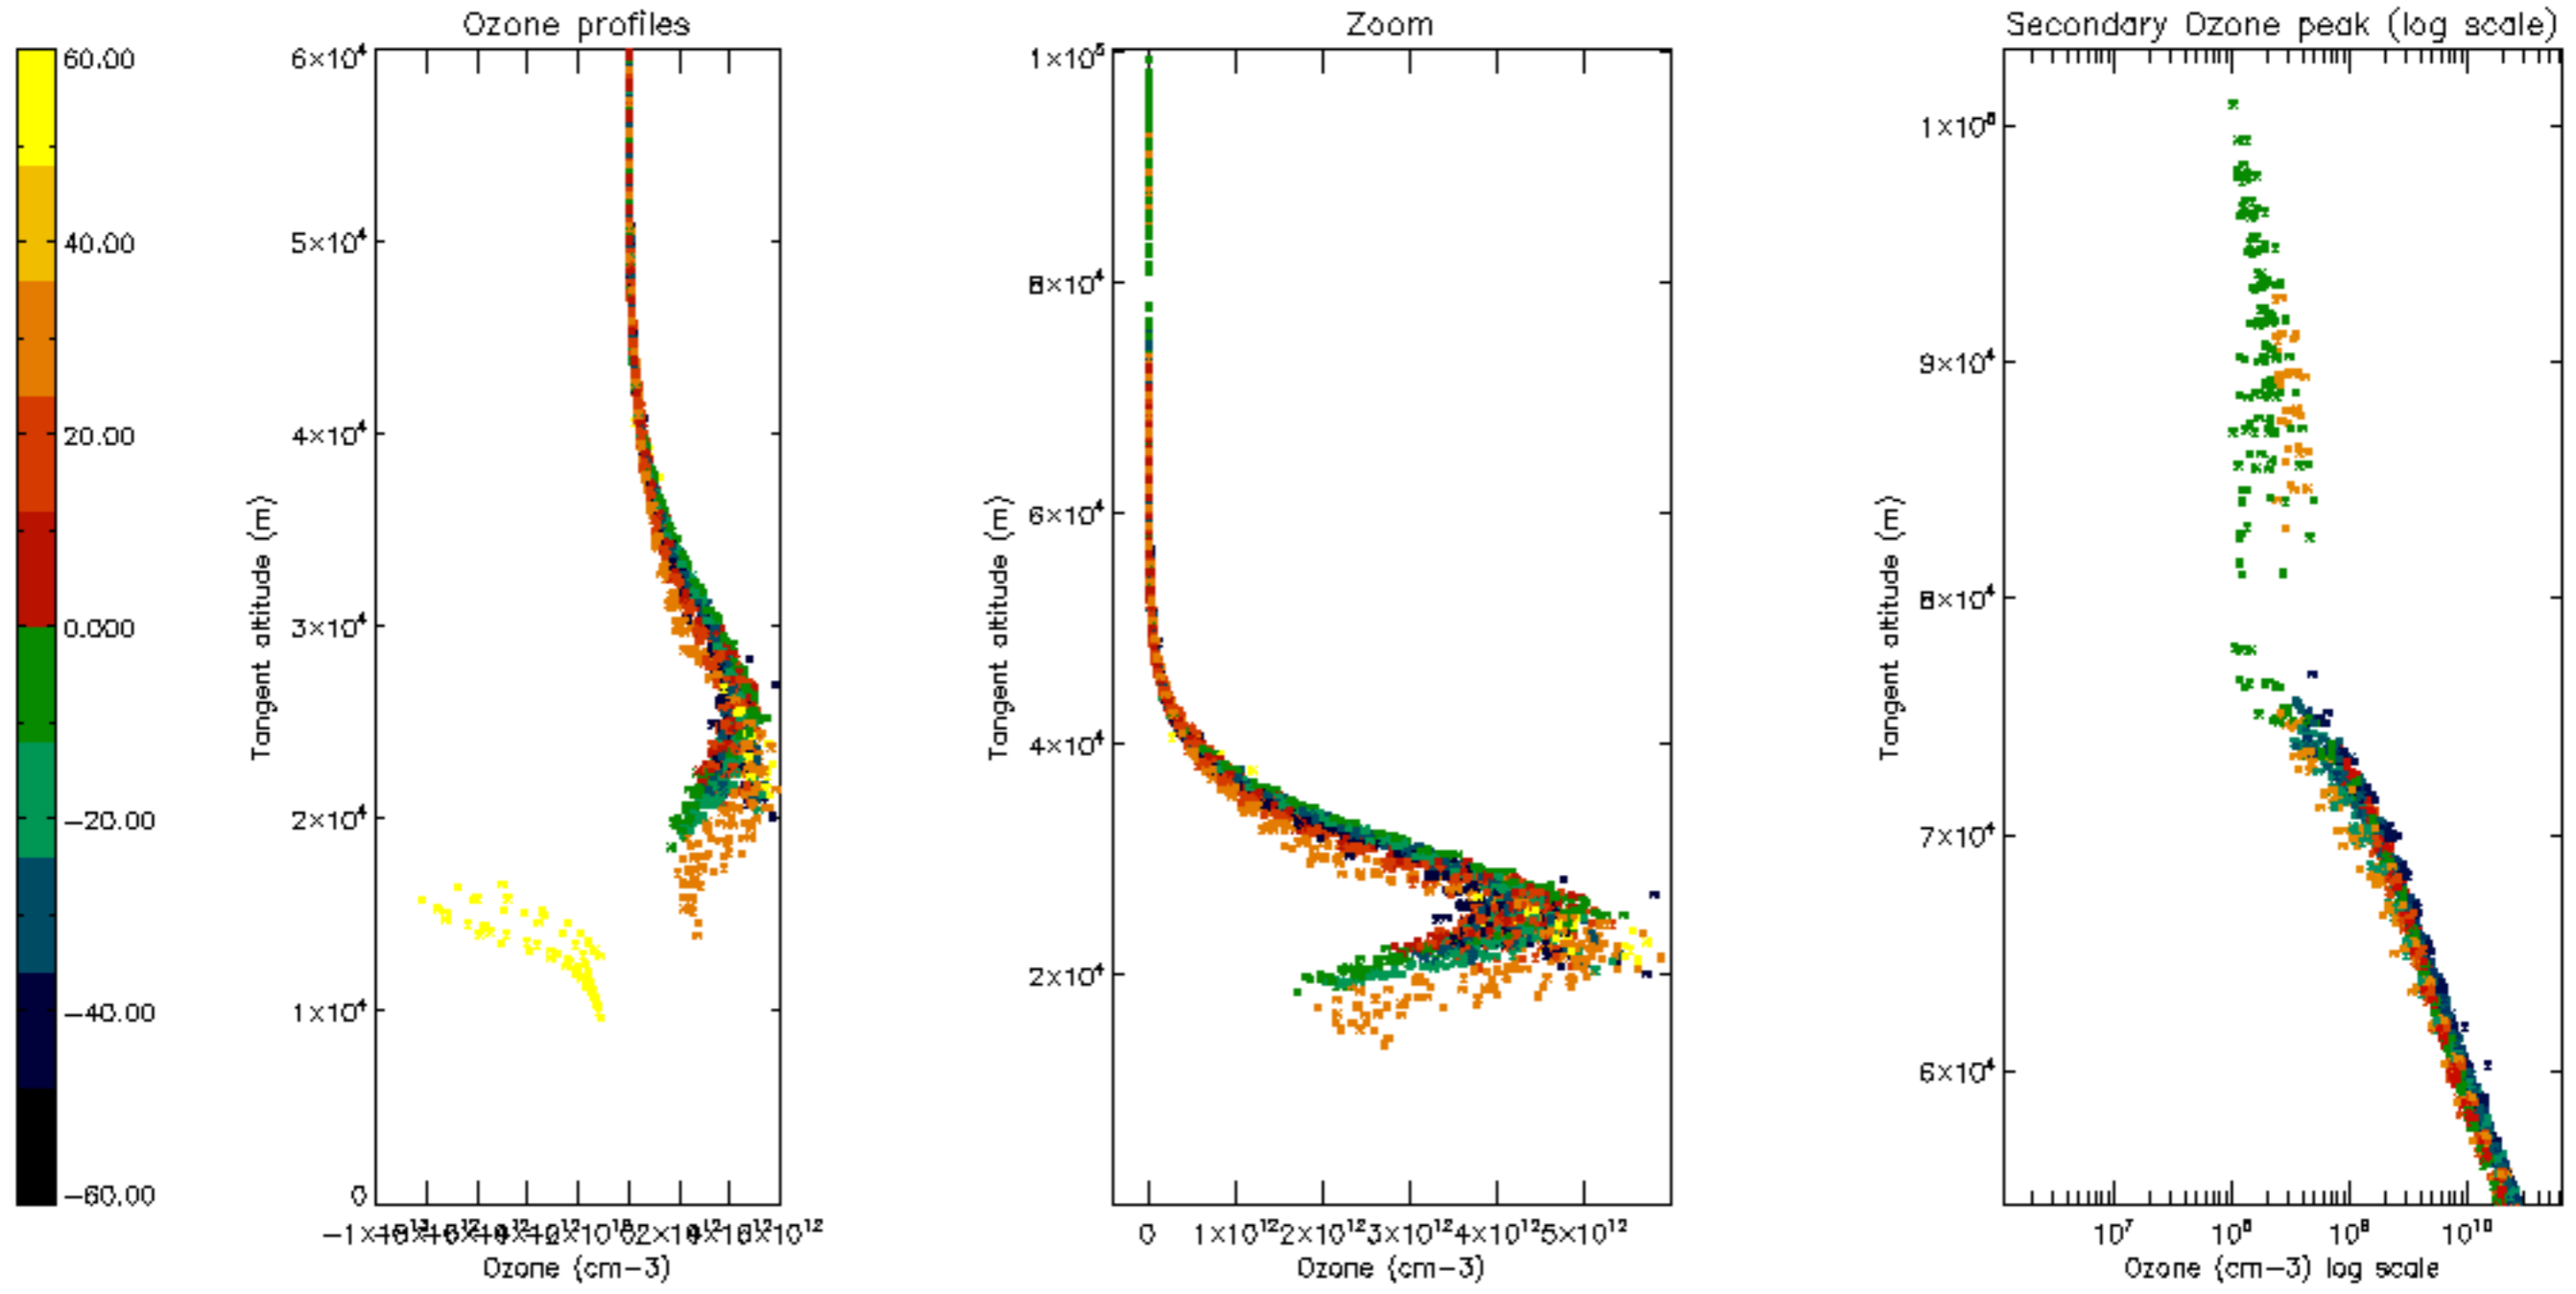 Ozone profiles
Zoom
Secondary Ozone peak (log scale)
60.00
40.00
20.00
0.000
−20.00
−40.00
−60.00
6×10⁴
5×10⁴
4×10⁴
3×10⁴
2×10⁴
1×10⁴
0
Tangent altitude (m)
Ozone (cm−3)
1×10⁵
8×10⁴
6×10⁴
4×10⁴
2×10⁴
Tangent altitude (m)
0 1×10¹² 2×10¹² 3×10¹² 4×10¹² 5×10¹²
Ozone (cm−3)
9×10⁴
8×10⁴
7×10⁴
6×10⁴
Tangent altitude (m)
10⁷ 10⁸ 10⁹ 10¹⁰
Ozone (cm−3) log scale